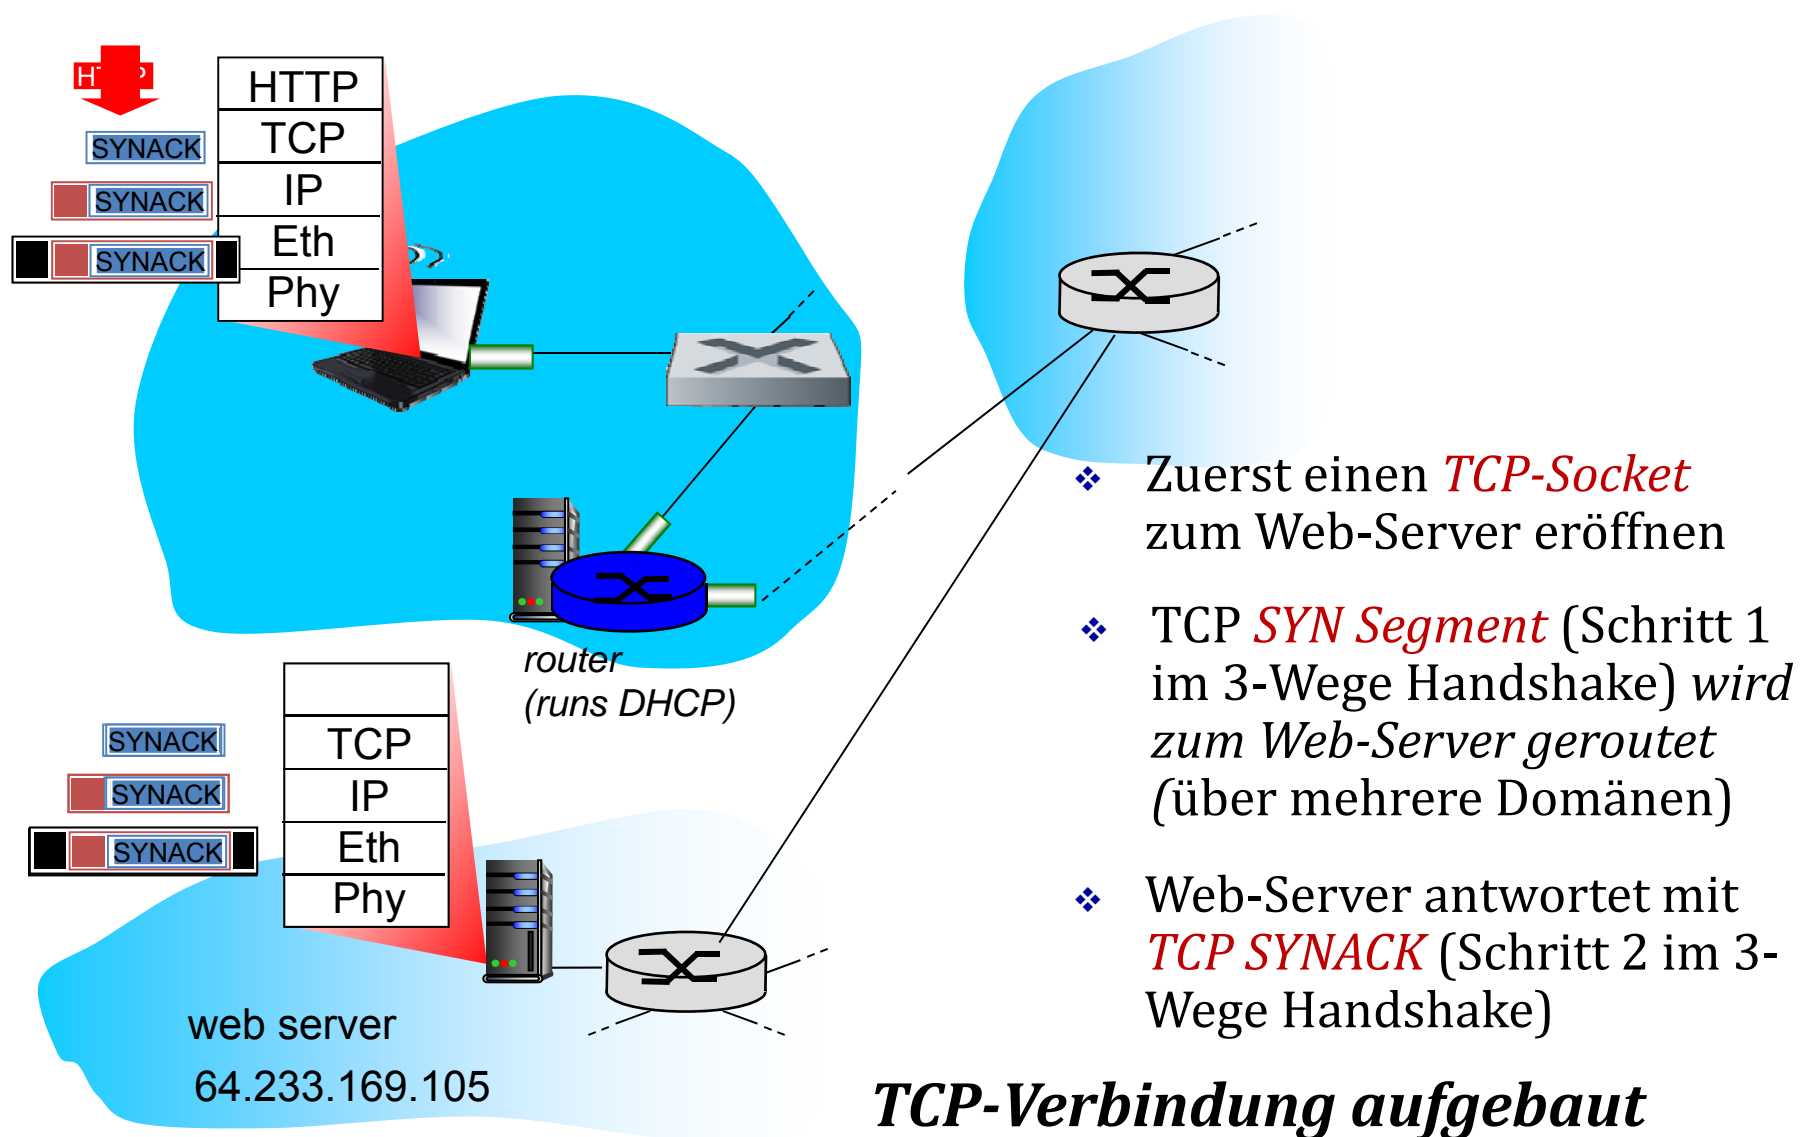 HTTP
HTTP
TCP
IP
Eth
Phy
SYNACK
SYNACK
SYNACK
router
(runs DHCP)
TCP
IP
Eth
Phy
SYNACK
SYNACK
SYNACK
web server
64.233.169.105
Zuerst einen TCP-Socket
zum Web-Server eröffnen
TCP SYN Segment (Schritt 1
im 3-Wege Handshake) wird
zum Web-Server geroutet
(über mehrere Domänen)
Web-Server antwortet mit
TCP SYNACK (Schritt 2 im 3-
Wege Handshake)
TCP-Verbindung aufgebaut